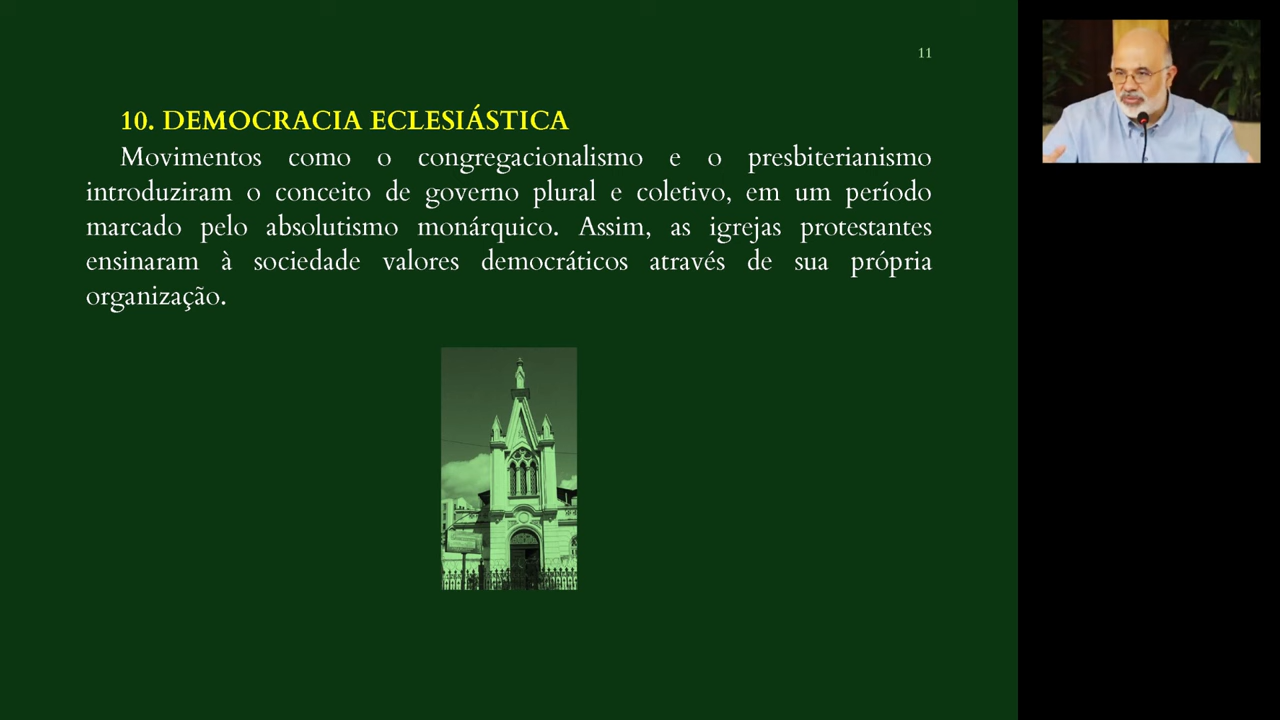 11
10. DEMOCRACIA ECLESIÁSTICA
Movimentos como o congregacionalismo e o presbiterianismo
introduziram o conceito de governo plural e coletivo, em um período
marcado pelo absolutismo monárquico. Assim, as igrejas protestantes
ensinaram à sociedade valores democráticos através de sua própria
organização.